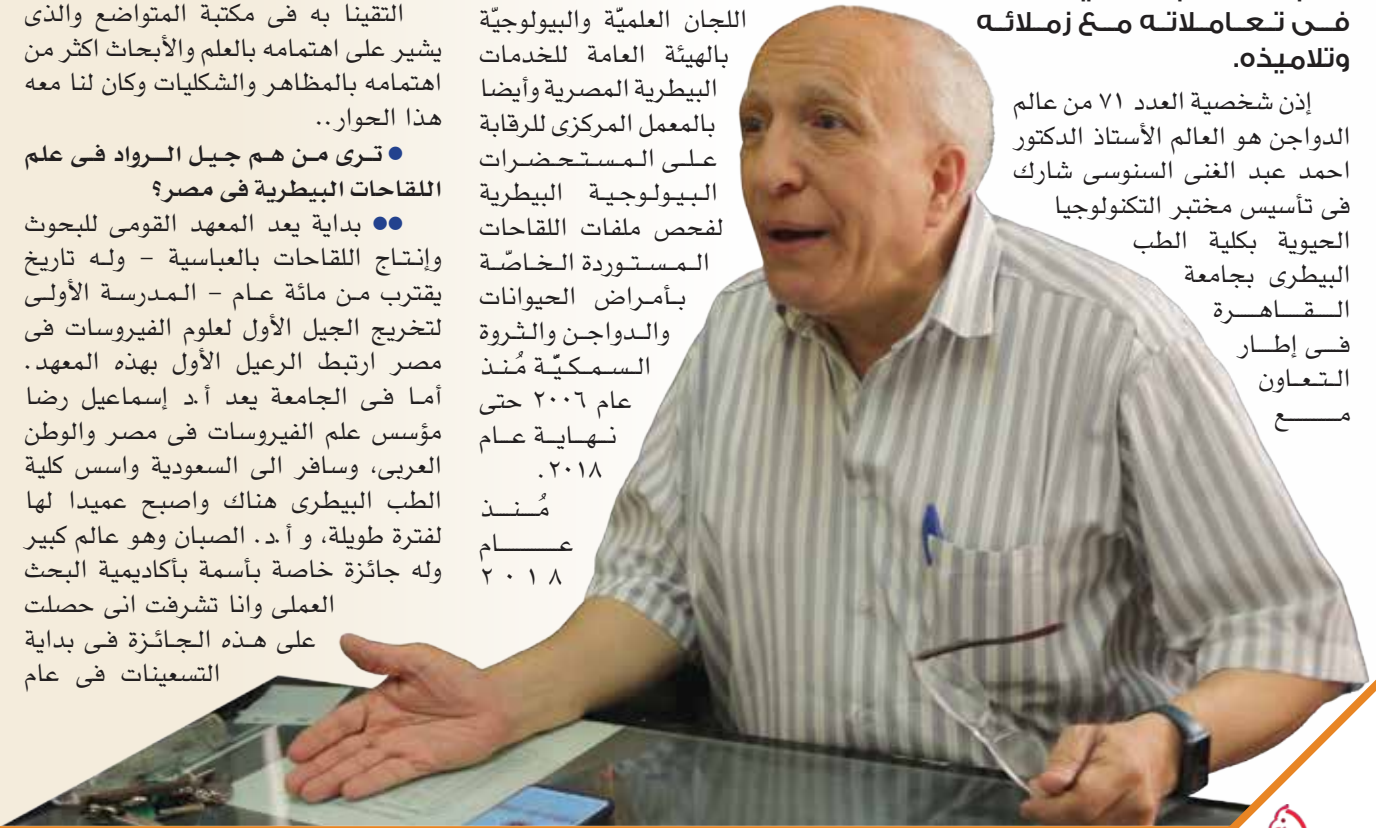 فى تعاملاته مع زملائه
وتلاميذه.
إذن شخصية العدد ٧١ من عالم
الدواجن هو العالم الأستاذ الدكتور
احمد عبد الغنى السنوسى شارك
فى تأسيس مختبر التكنولوجيا
الحيوية بكلية الطب
البيطرى بجامعة
القاهرة
فى إطار
التعاون
مع
اللجان العلميّة والبيولوجيّة
بالهيئة العامة للخدمات
البيطرية المصرية وأيضا
بالمعمل المركزى للرقابة
على المستحضرات
البيولوجية البيطرية
لفحص ملفات اللقاحات
المستوردة الخاصّة
بأمراض الحيوانات
والدواجن والثروة
السمكيّة مُنذ
عام ٢٠٠٦ حتى
نهاية عام
٢٠١٨.
مُنذ
عام
٢٠١٨
التقينا به فى مكتبة المتواضع والذى
يشير على اهتمامه بالعلم والأبحاث اكثر من
اهتمامه بالمظاهر والشكليات وكان لنا معه
هذا الحوار..
● ترى من هم جيل الرواد فى علم
اللقاحات البيطرية فى مصر؟
●● بداية يعد المعهد القومى للبحوث
وإنتاج اللقاحات بالعباسية – وله تاريخ
يقترب من مائة عام – المدرسة الأولى
لتخريج الجيل الأول لعلوم الفيروسات فى
مصر ارتبط الرعيل الأول بهذه المعهد.
أما فى الجامعة يعد أ.د إسماعيل رضا
مؤسس علم الفيروسات فى مصر والوطن
العربى، وسافر الى السعودية واسس كلية
الطب البيطرى هناك واصبح عميدا لها
لفترة طويلة، و أ.د. الصبان وهو عالم كبير
وله جائزة خاصة بأسمة بأكاديمية البحث
العملى وانا تشرفت انى حصلت
على هذه الجائزة فى بداية
التسعينات فى عام